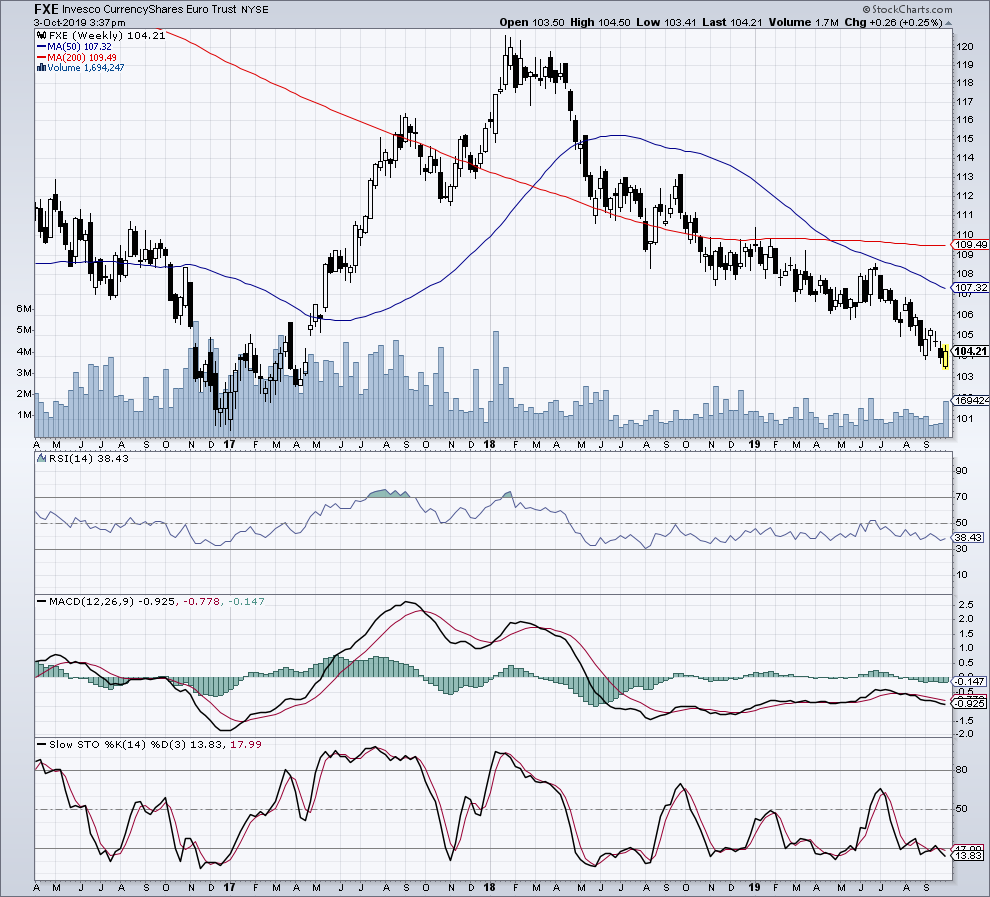 FXE Invesco CurrencyShares Euro Trust NYSE
© StockCharts.com
3-Oct-2019 3:37pm
Open 103.50 High 104.50 Low 103.41 Last 104.21 Volume 1.7M Chg +0.26 (+0.25%)
FXE (Weekly) 104.21
MA(50) 107.32
MA(200) 109.49
Volume 1,694,247
120
119
118
117
116
115
114
113
112
111
110
109.49
109
108
107.32
107
106
105
104.21
103
169424
101
6M
5M
4M
3M
2M
1M
A M J J A S O N D 17 F M A M J J A S O N D 18 F M A M J J A S O N D 19 F M A M J J A S
RSI(14) 38.43
90
70
50
38.43
30
10
MACD(12,26,9) -0.925, -0.778, -0.147
2.5
2.0
1.5
1.0
0.5
0.0
-0.147
-0.5
-0.925
-1.5
-2.0
Slow STO %K(14) %D(3) 13.83, 17.99
80
50
13.83
A M J J A S O N D 17 F M A M J J A S O N D 18 F M A M J J A S O N D 19 F M A M J J A S